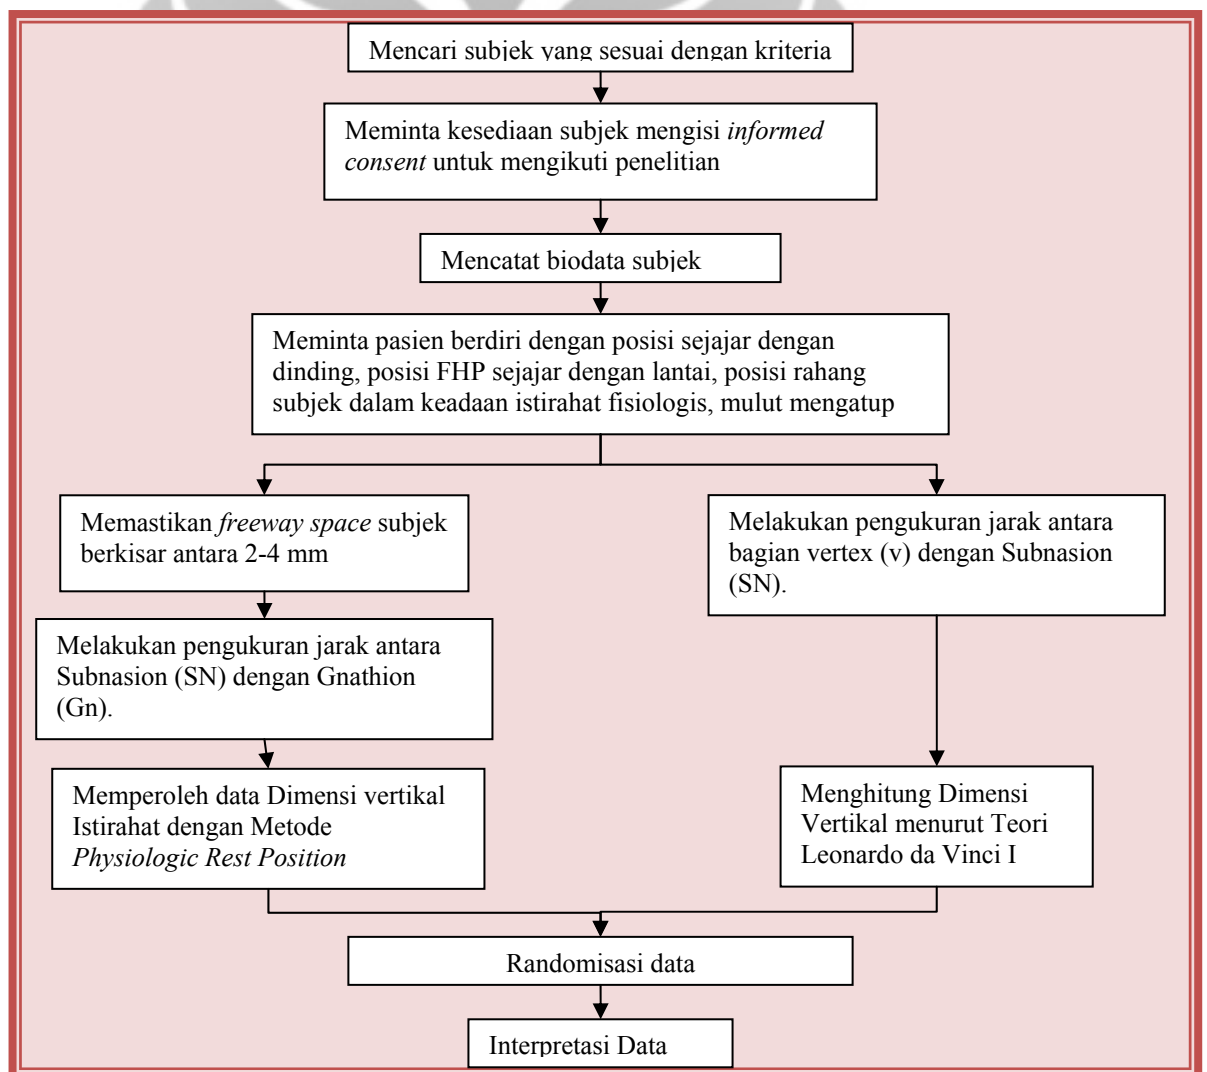 Mencari subjek yang sesuai dengan kriteria
Meminta kesediaan subjek mengisi informed
consent untuk mengikuti penelitian
Mencatat biodata subjek
Meminta pasien berdiri dengan posisi sejajar dengan
dinding, posisi FHP sejajar dengan lantai, posisi rahang
subjek dalam keadaan istirahat fisiologis, mulut mengatup
Memastikan freeway space subjek
berkisar antara 2-4 mm
Melakukan pengukuran jarak antara
Subnasion (SN) dengan Gnathion
(Gn).
Memperoleh data Dimensi vertikal
Istirahat dengan Metode
Physiologic Rest Position
Melakukan pengukuran jarak antara
bagian vertex (v) dengan Subnasion
(SN).
Menghitung Dimensi
Vertikal menurut Teori
Leonardo da Vinci I
Randomisasi data
Interpretasi Data